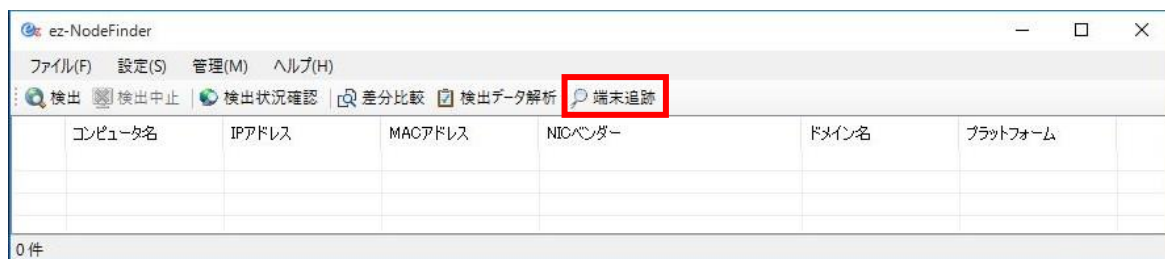 ez-NodeFinder
ファイル(F) 設定(S) 管理(M) ヘルプ(H)
検出 検出中止 検出状況確認 差分比較 検出データ解析 端末追跡
コンピュータ名 IPアドレス MACアドレス NICベンダー ドメイン名 プラットフォーム
0 件